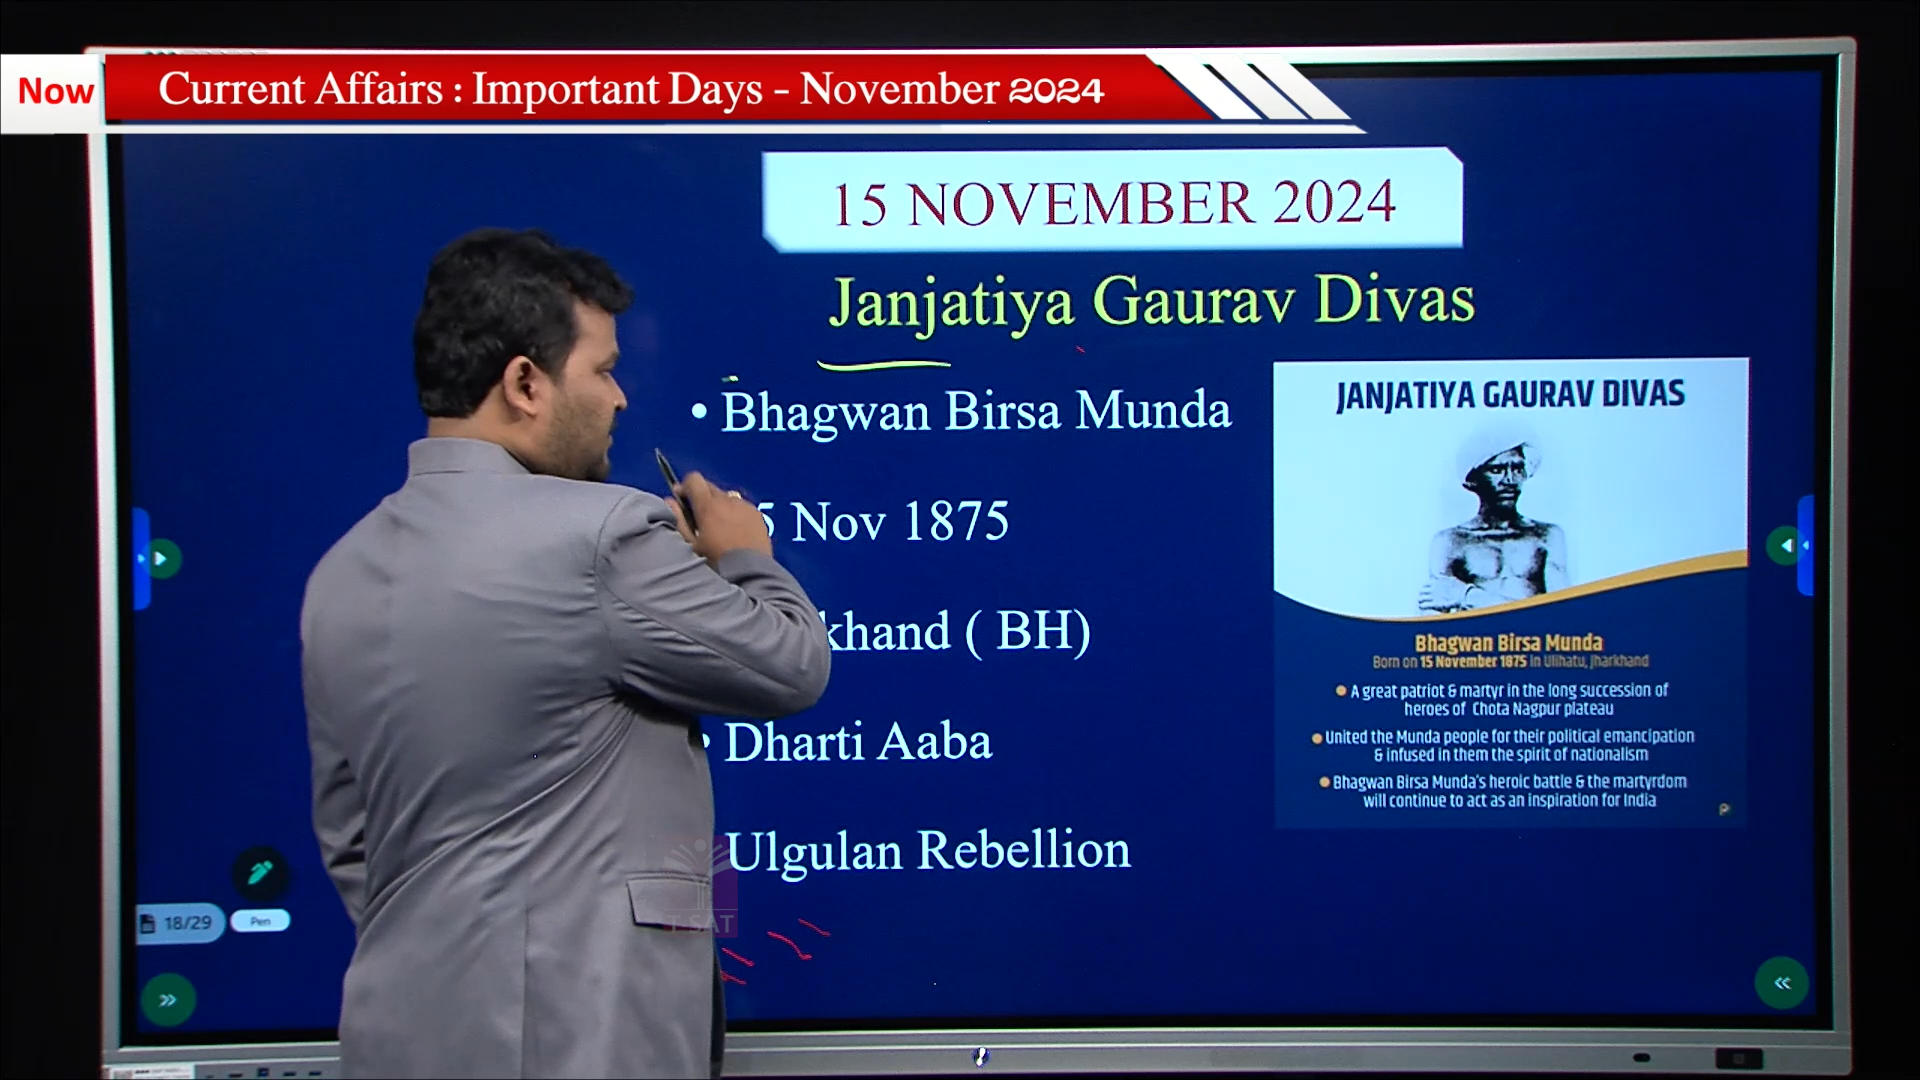 Now
Current Affairs : Important Days - November 2024
15 NOVEMBER 2024
Janjatiya Gaurav Divas
• Bhagwan Birsa Munda
5 Nov 1875
khand ( BH)
• Dharti Aaba
Ulgulan Rebellion
JANJATIYA GAURAV DIVAS
Bhagwan Birsa Munda
Born on 15 November 1875 in Ulihatu, Jharkhand
A great patriot & martyr in the long succession of
heroes of Chota Nagpur plateau
United the Munda people for their political emancipation
& infused in them the spirit of nationalism
Bhagwan Birsa Munda's heroic battle & the martyrdom
will continue to act as an inspiration for India
18/29
Pen
T-SAT